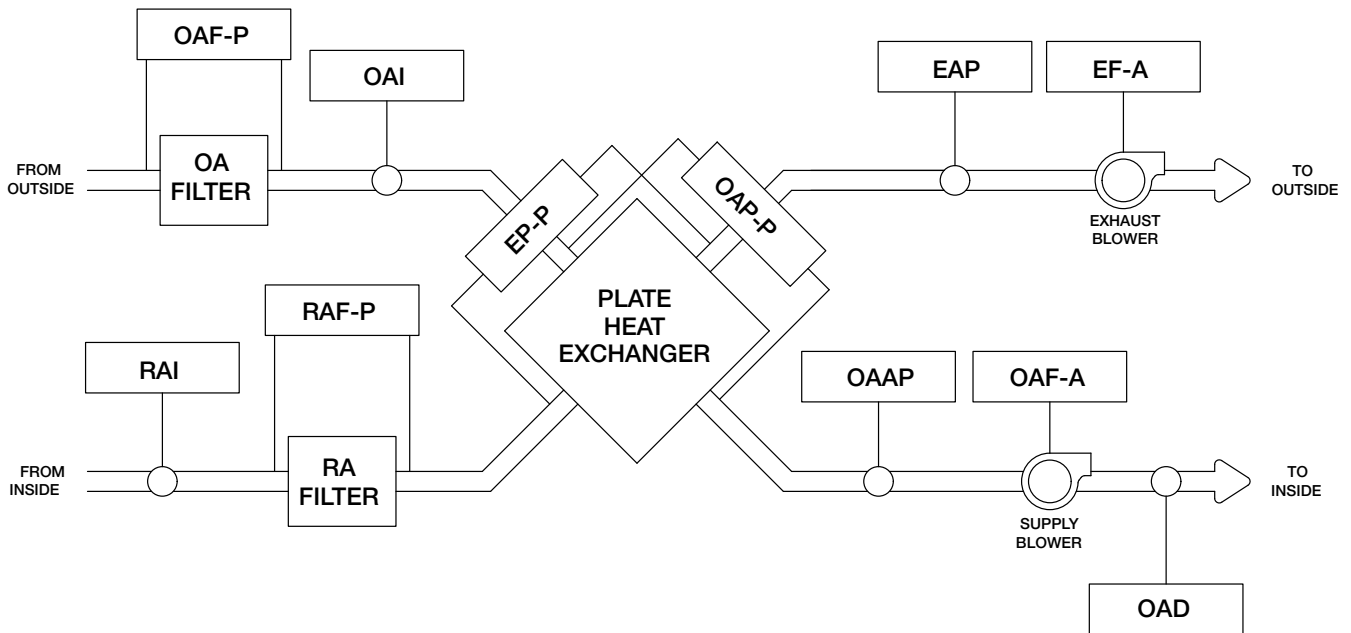 OAF-P
OAI
EAP
EF-A
FROM
OUTSIDE
OA
FILTER
EP-P
OAP-P
TO
OUTSIDE
EXHAUST
BLOWER
RAF-P
PLATE
HEAT
EXCHANGER
RAI
OAAP
OAF-A
FROM
INSIDE
RA
FILTER
TO
INSIDE
SUPPLY
BLOWER
OAD